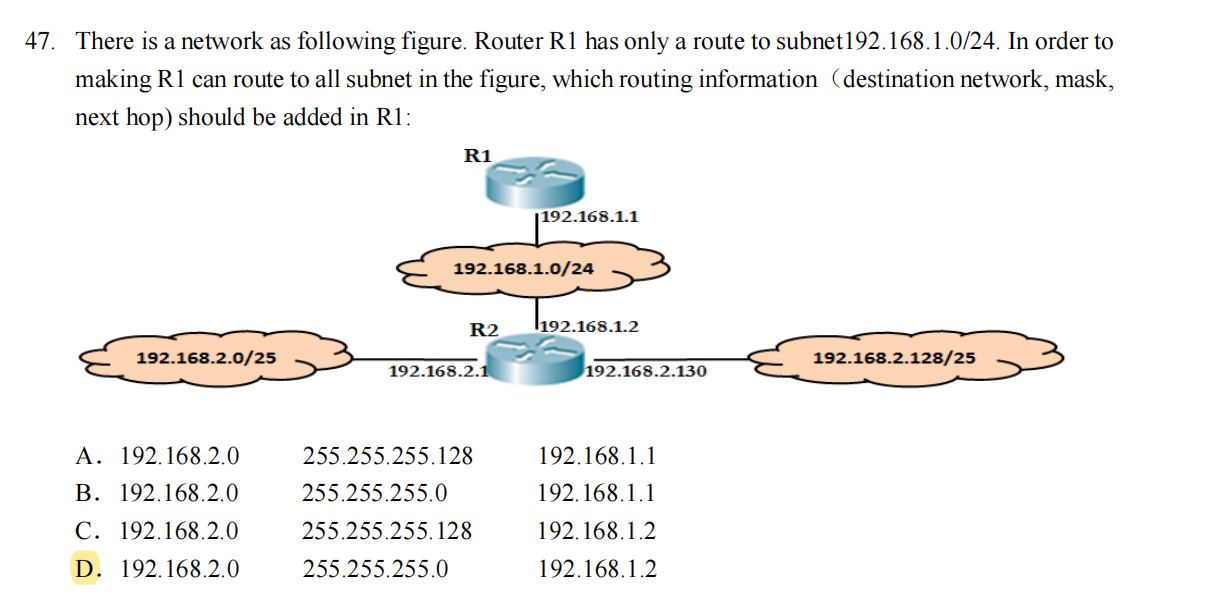 47. There is a network as following figure. Router R1 has only a route to subnet192.168.1.0/24. In order to
making R1 can route to all subnet in the figure, which routing information（destination network, mask,
next hop) should be added in R1:
R1
192.168.1.1
192.168.1.0/24
R2
192.168.1.2
192.168.2.0/25
192.168.2.1
192.168.2.130
192.168.2.128/25
A. 192.168.2.0 255.255.255.128 192.168.1.1
B. 192.168.2.0 255.255.255.0 192.168.1.1
C. 192.168.2.0 255.255.255.128 192.168.1.2
D. 192.168.2.0 255.255.255.0 192.168.1.2